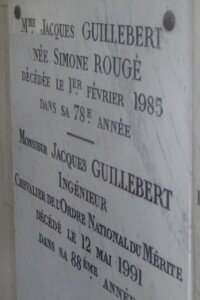 Mme Jacques GUILLEBERT
NÉE Simone ROUGÉ
DÉCÉDÉE LE 1ER FÉVRIER 1985
DANS SA 78E ANNÉE
Monsieur Jacques GUILLEBERT
Ingénieur
Chevalier de l'Ordre National du Mérite
DÉCÉDÉ LE 12 MAI 1991
DANS SA 88ÈME ANNÉE